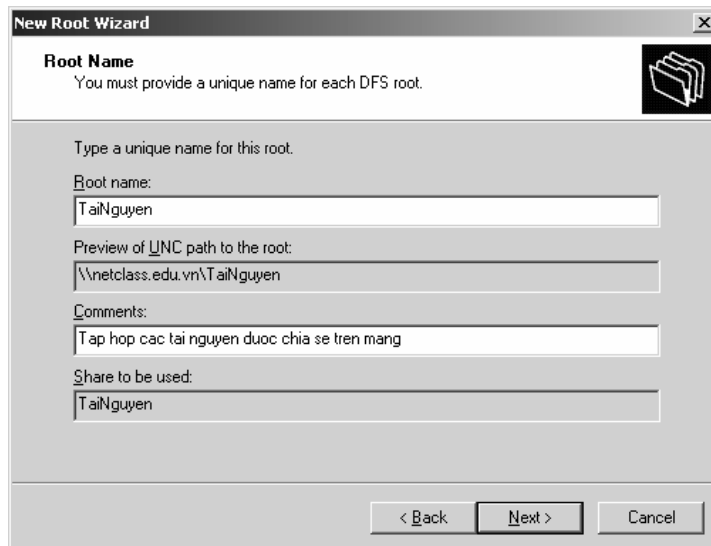 New Root Wizard
Root Name
You must provide a unique name for each DFS root.
Type a unique name for this root.
Root name:
TaiNguyen
Preview of UNC path to the root:
\\netclass.edu.vn\TaiNguyen
Comments:
Tap hop cac tai nguyen duoc chia se tren mang
Share to be used:
TaiNguyen
< Back Next > Cancel